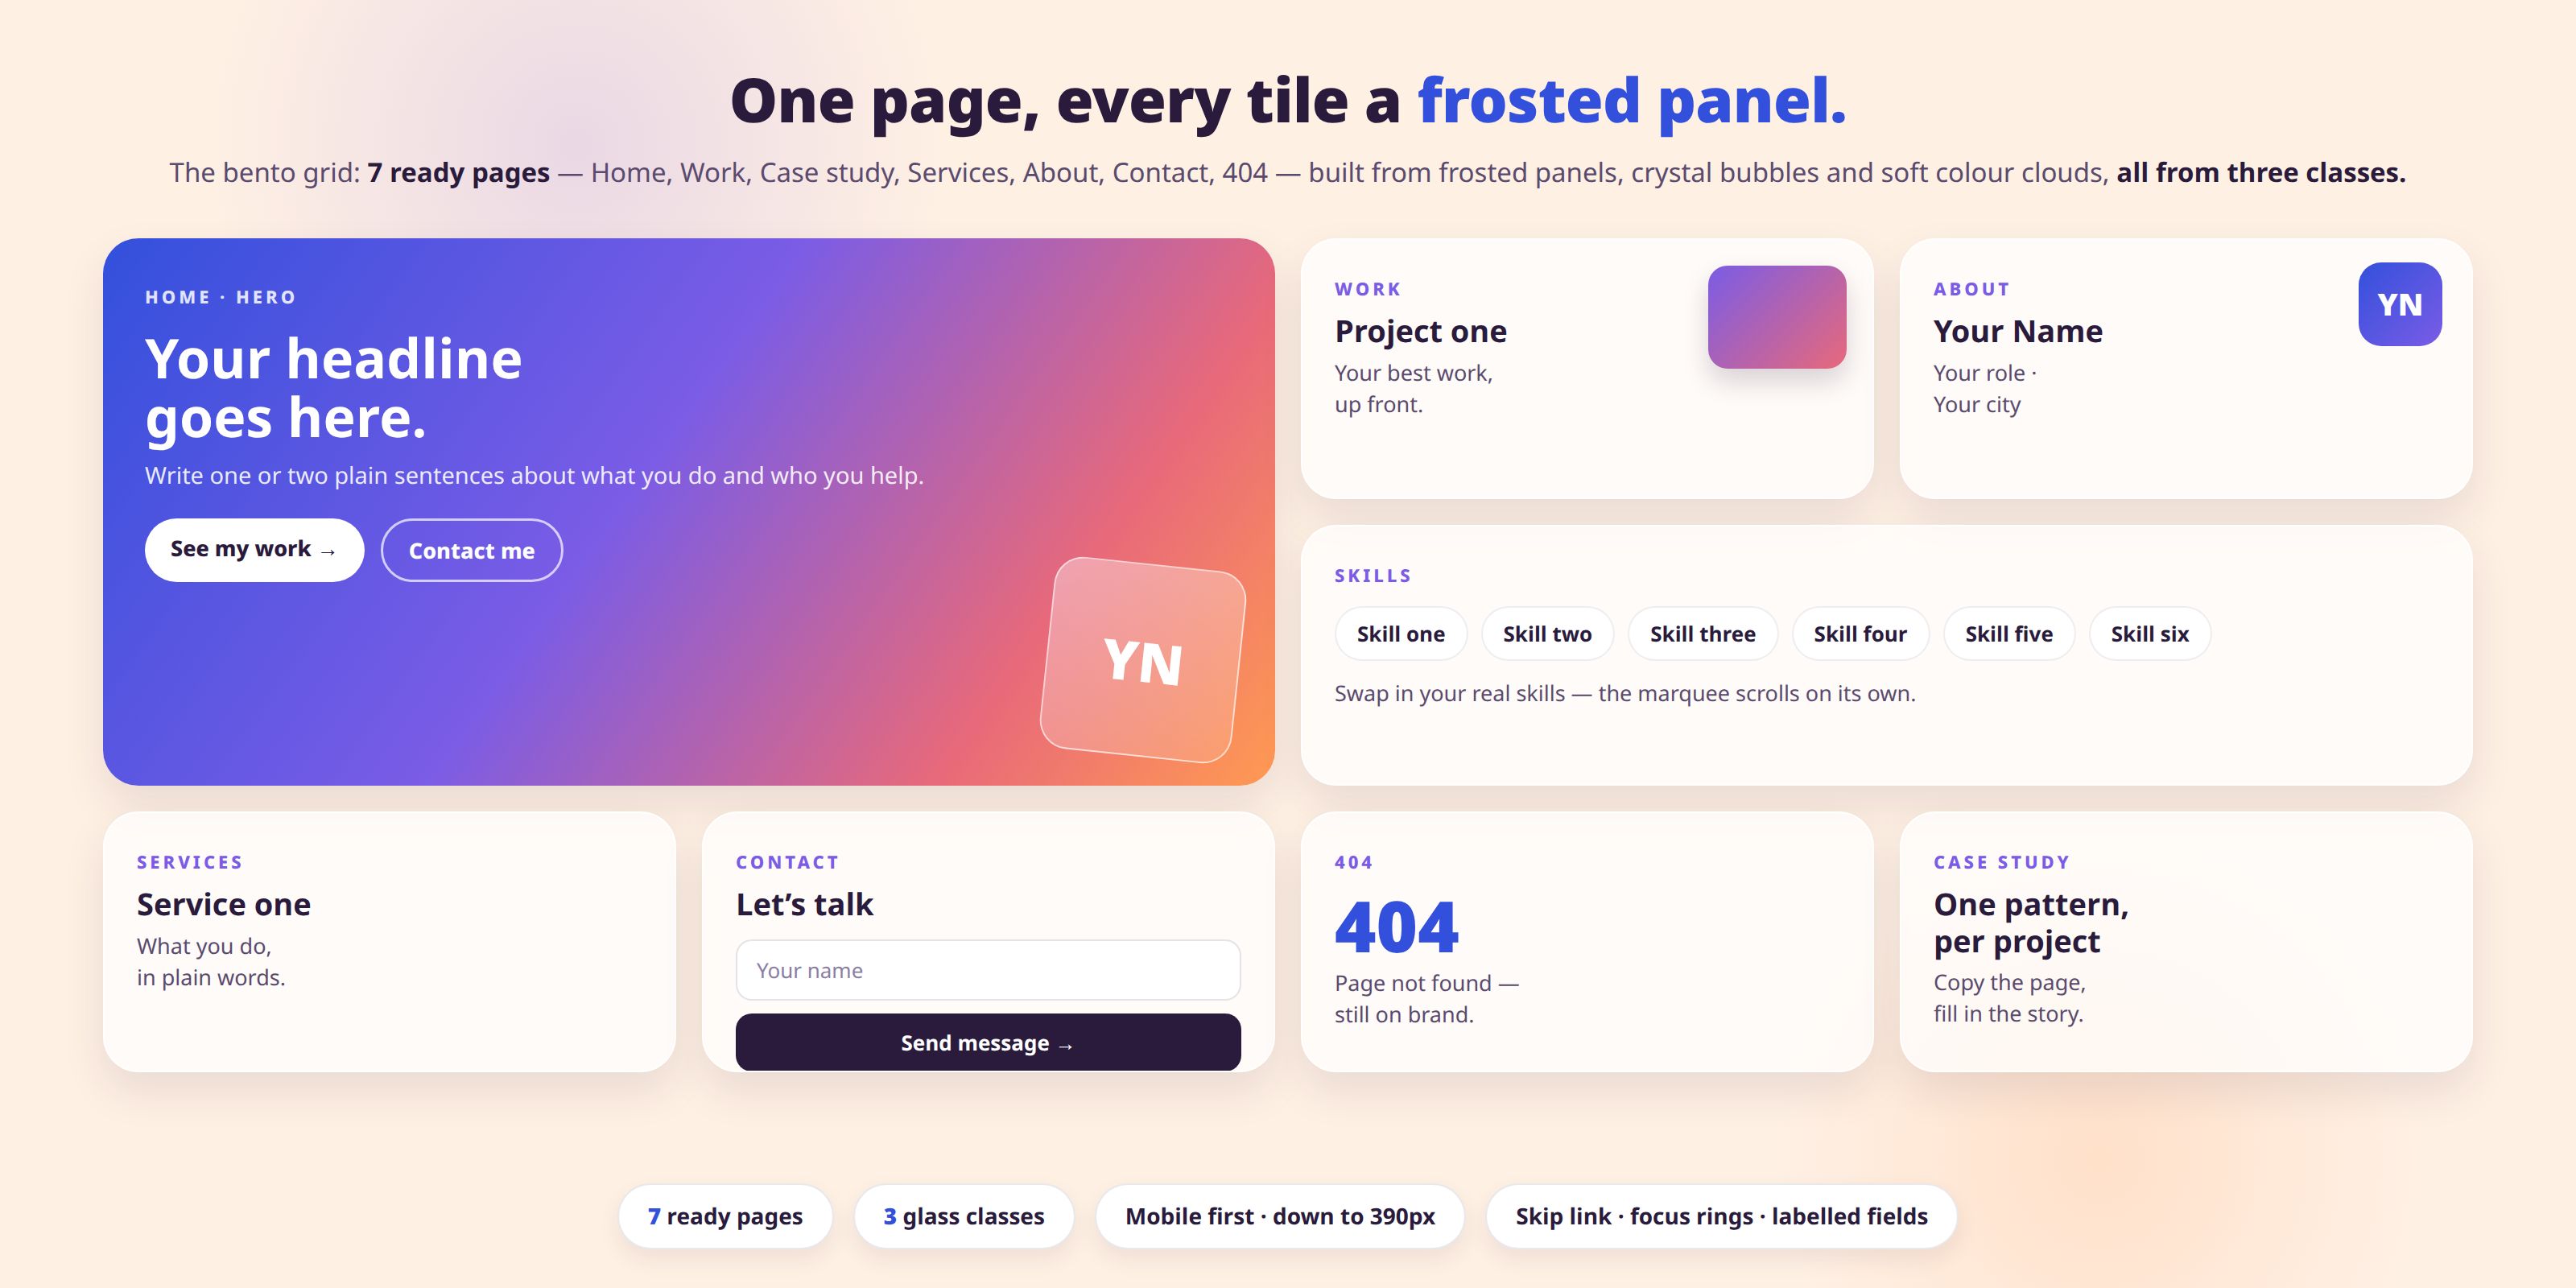 One page, every tile a frosted panel.
The bento grid: 7 ready pages — Home, Work, Case study, Services, About, Contact, 404 — built from frosted panels, crystal bubbles and soft colour clouds, all from three classes.
HOME · HERO
Your headline
goes here.
Write one or two plain sentences about what you do and who you help.
See my work →
Contact me
YN
WORK
Project one
Your best work,
up front.
ABOUT
YN
Your Name
Your role ·
Your city
SKILLS
Skill one
Skill two
Skill three
Skill four
Skill five
Skill six
Swap in your real skills — the marquee scrolls on its own.
SERVICES
Service one
What you do,
in plain words.
CONTACT
Let’s talk
Your name
Send message →
404
404
Page not found —
still on brand.
CASE STUDY
One pattern,
per project
Copy the page,
fill in the story.
7 ready pages
3 glass classes
Mobile first · down to 390px
Skip link · focus rings · labelled fields